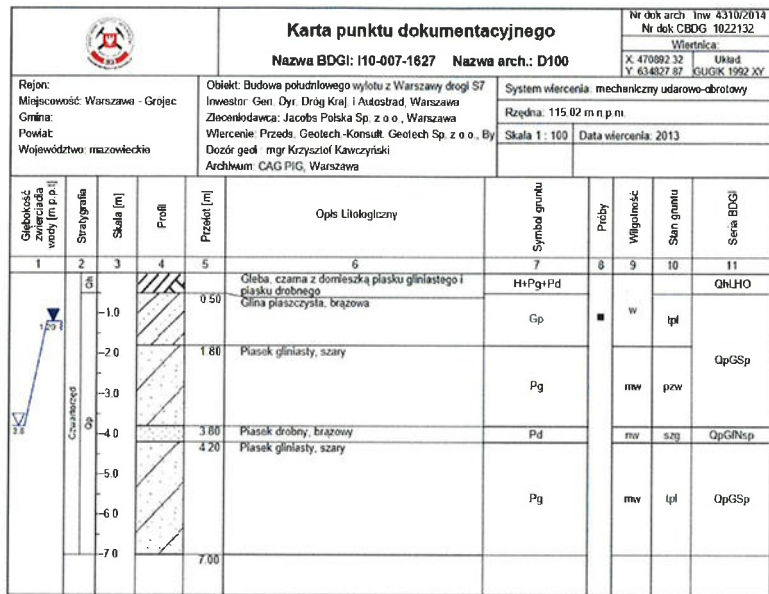 Karta punktu dokumentacyjnego
Nazwa BDGI: I10-007-1627 Nazwa arch.: D100
Nr dok arch Inw 4310/2014
Nr dok CBDG 1022132
Wiertnica:
X: 470892.32
Y: 634827.87
Układ
GUGIK 1992 XY
Rejon:
Miejscowość: Warszawa - Grojec
Gmina:
Powiat:
Województwo: mazowieckie
Obiekt: Budowa południowego wylotu z Warszawy drogi S7
Inwestor: Gen. Dyr. Dróg Kraj. i Autostrad, Warszawa
Zleceniodawca: Jacobs Polska Sp. z o.o., Warszawa
Wiercenie: Przeds. Geotech.-Konsult. Geotech Sp. z o.o., By
Dozór geol.: mgr Krzysztof Kawczyński
Archiwum: CAG PIG, Warszawa
System wiercenia: mechaniczny udarowo-obrotowy
Rzędna: 115.02 m n.p.m.
Skala 1 : 100 Data wiercenia: 2013
Głębokość zwierciadła wody [m p.p.t]
Stratygrafia
Skala [m]
Profil
Przelot [m]
Opis Litologiczny
Symbol gruntu
Próby
Wilgotność
Stan gruntu
Seria BDGI
1 2 3 4 5 6 7 8 9 10 11
Qh
Gleba, czarna z domieszką piasku gliniastego i
piasku drobnego
H+Pg+Pd
QhLHO
0.50
Glina piaszczysta, brązowa
-1.0
1.20
Gp
w
tpl
-2.0
1.80
Piasek gliniasty, szary
QpGSp
-3.0
Pg
mw
pzw
Czwartorzęd
Qp
3.8
-4.0
3.80
Piasek drobny, brązowy
Pd
nw
szg
QpGfNsp
4.20
Piasek gliniasty, szary
-5.0
Pg
mw
tpl
QpGSp
-6.0
-7.0
7.00